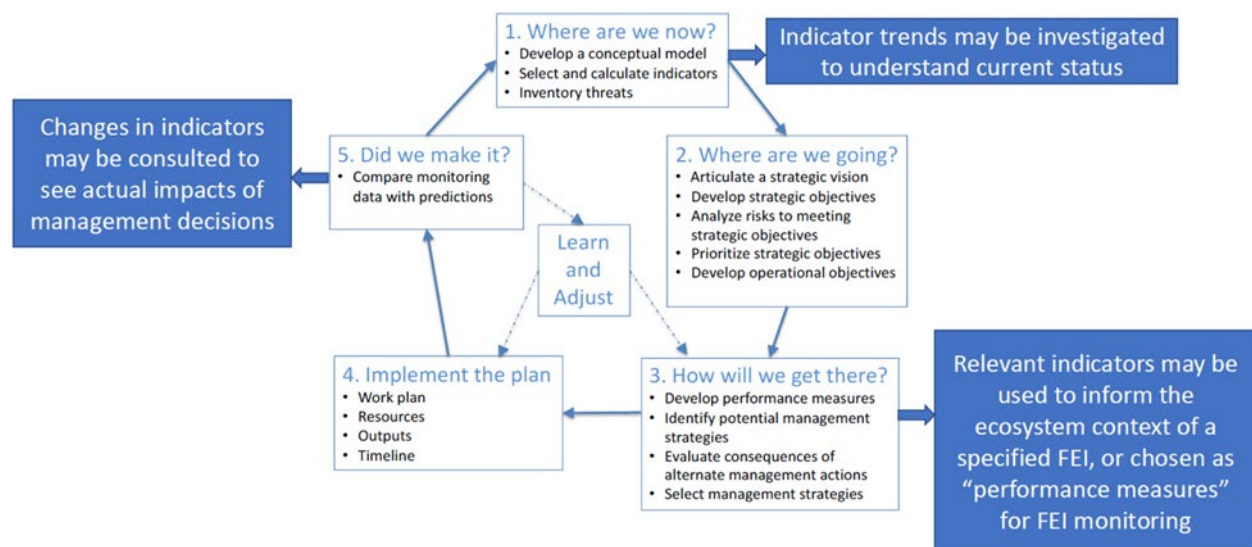 1. Where are we now?
• Develop a conceptual model
• Select and calculate indicators
• Inventory threats
Indicator trends may be investigated
to understand current status
2. Where are we going?
• Articulate a strategic vision
• Develop strategic objectives
• Analyze risks to meeting
strategic objectives
• Prioritize strategic objectives
• Develop operational objectives
3. How will we get there?
• Develop performance measures
• Identify potential management
strategies
• Evaluate consequences of
alternate management actions
• Select management strategies
Relevant indicators may be
used to inform the
ecosystem context of a
specified FEI, or chosen as
“performance measures”
for FEI monitoring
4. Implement the plan
• Work plan
• Resources
• Outputs
• Timeline
5. Did we make it?
• Compare monitoring
data with predictions
Changes in indicators
may be consulted to
see actual impacts of
management decisions
Learn
and
Adjust